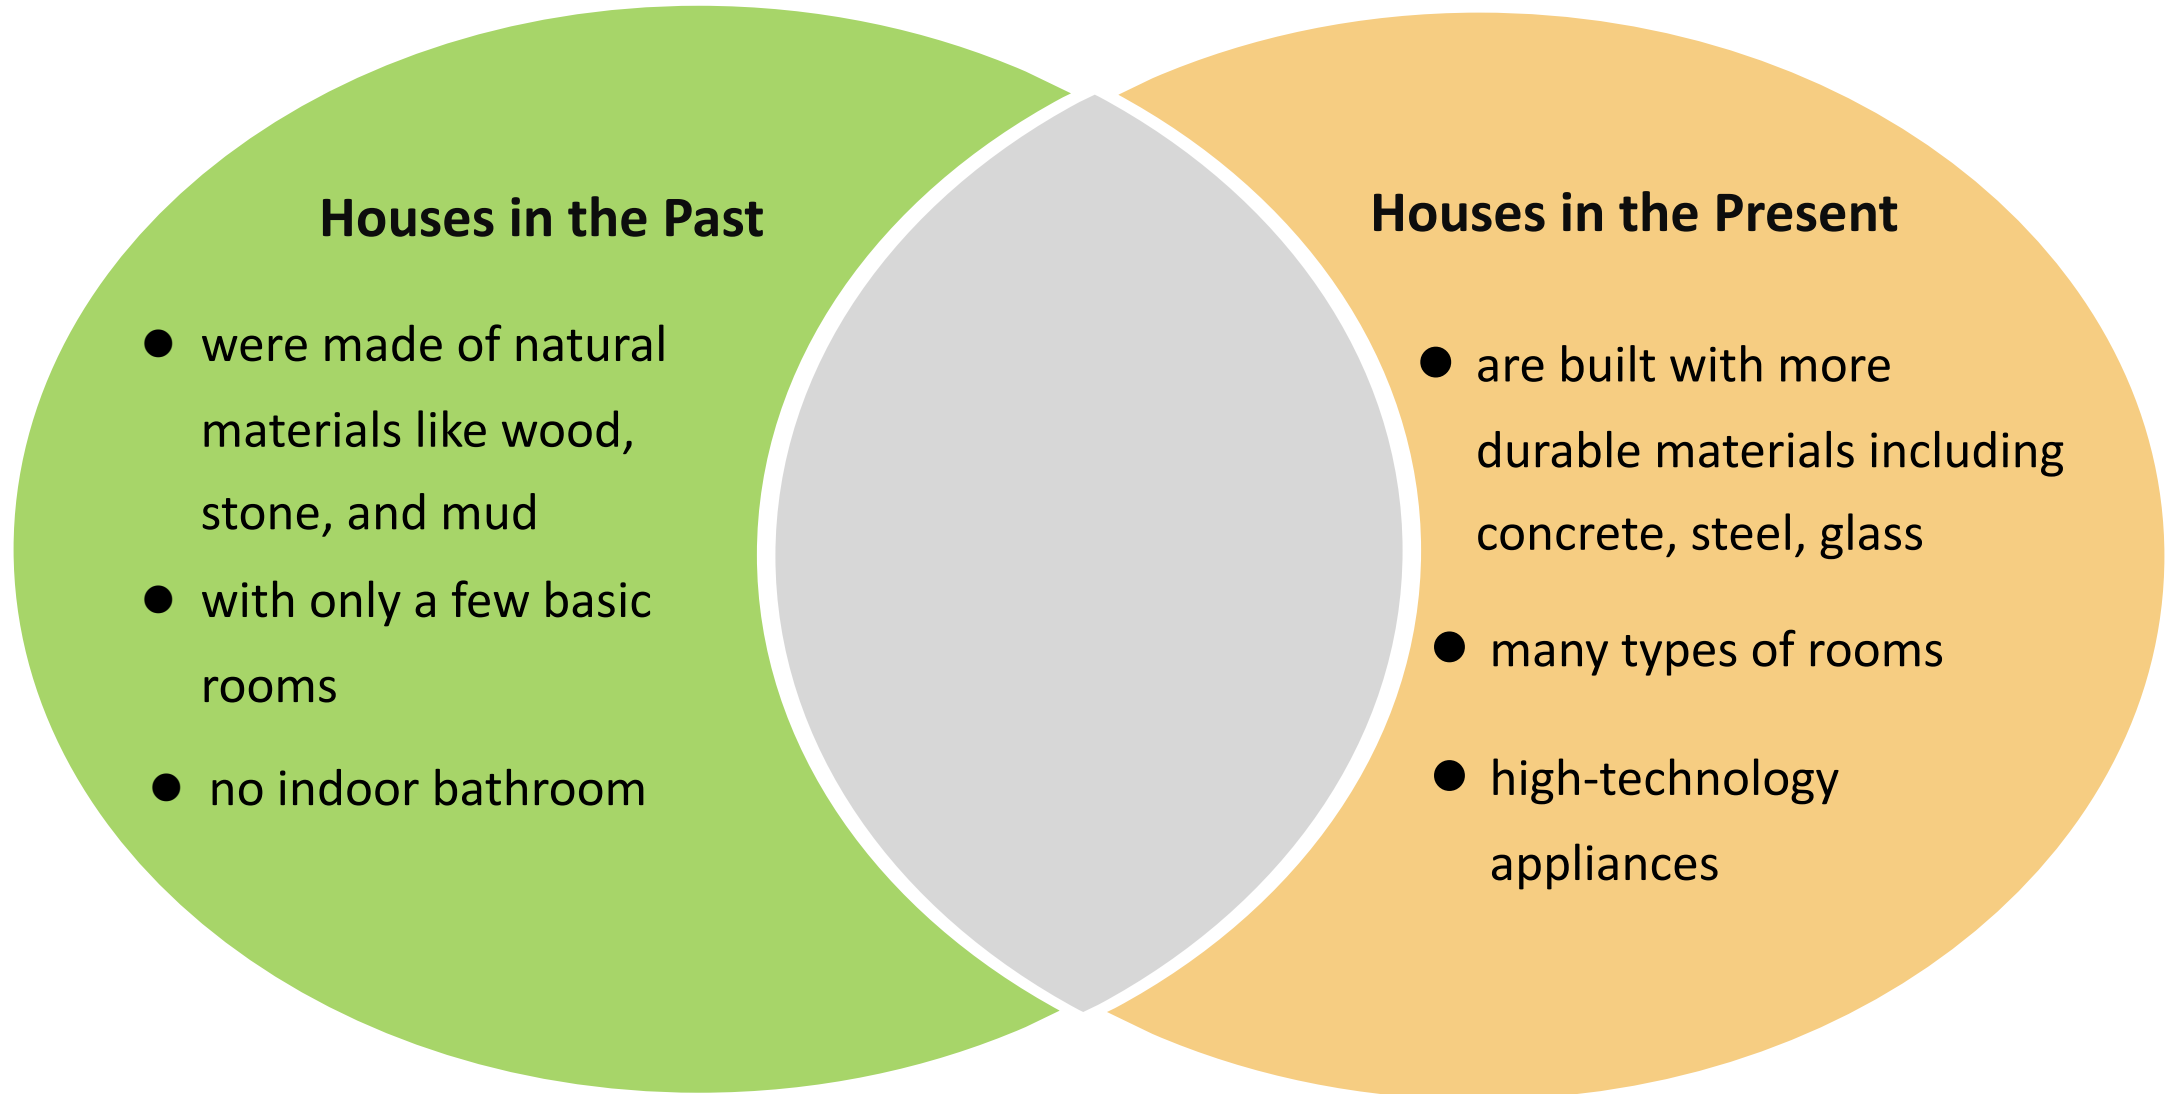 Houses in the Past
● were made of natural
materials like wood,
stone, and mud
● with only a few basic
rooms
● no indoor bathroom
Houses in the Present
● are built with more
durable materials including
concrete, steel, glass
● many types of rooms
● high-technology
appliances